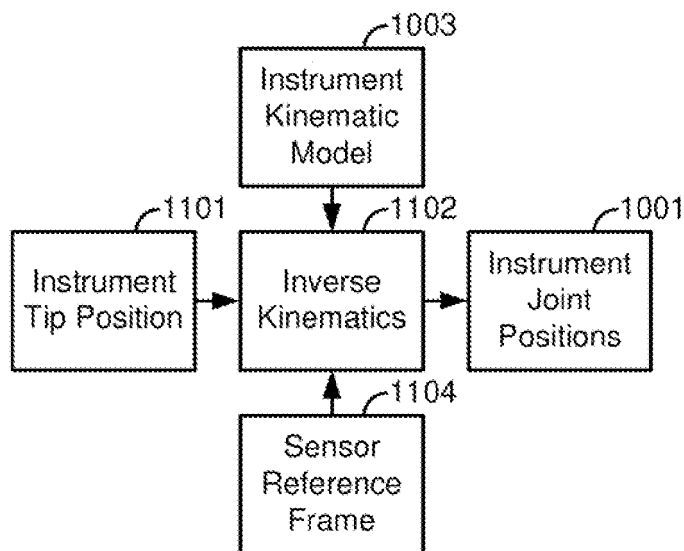 1003
Instrument
Kinematic
Model
1101
Instrument
Tip Position
1102
Inverse
Kinematics
1001
Instrument
Joint
Positions
1104
Sensor
Reference
Frame